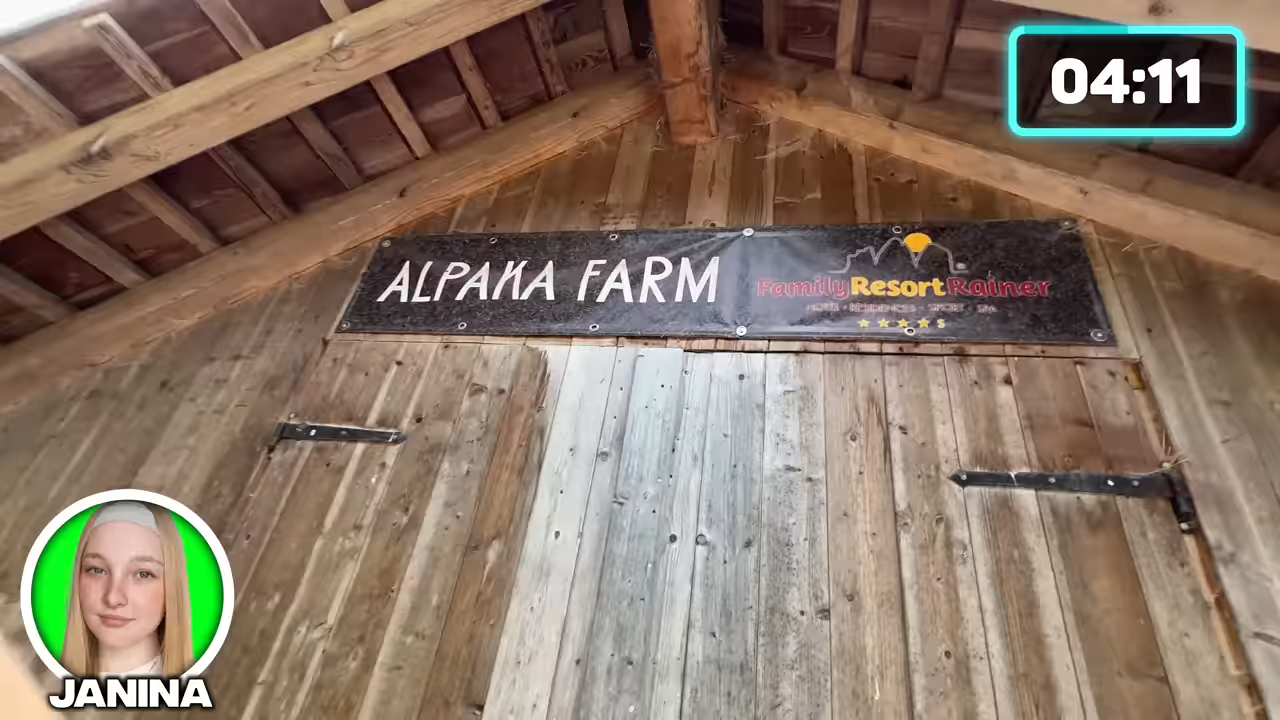 04:11
ALPAKA FARM
Family Resort Rainer
★★★★S
JANINA